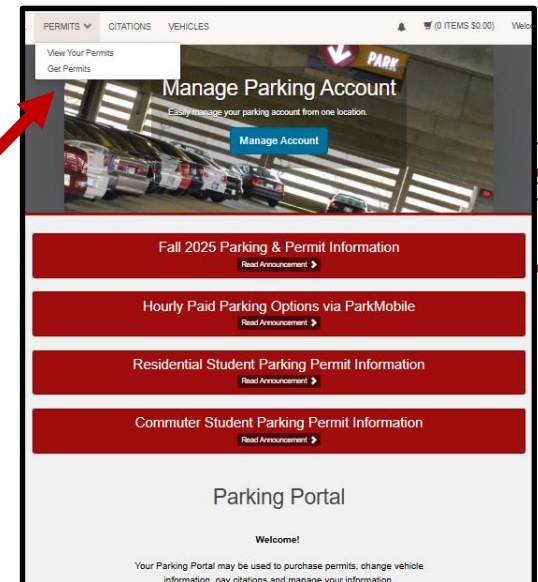 PERMITS CITATIONS VEHICLES (0 ITEMS $0.00)
View Your Permits
Get Permits
PARK
Manage Parking Account
Easily manage your parking account from one location.
Manage Account
Fall 2025 Parking & Permit Information
Read Announcement
Hourly Paid Parking Options via ParkMobile
Read Announcement
Residential Student Parking Permit Information
Read Announcement
Commuter Student Parking Permit Information
Read Announcement
Parking Portal
Welcome!
Your Parking Portal may be used to purchase permits, change vehicle
information, pay citations and manage your information